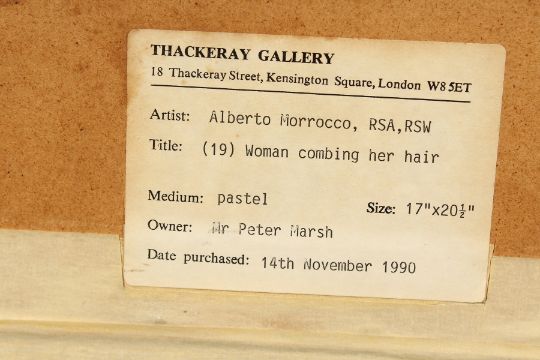 THACKERAY GALLERY
18 Thackeray Street, Kensington Square, London W8 5ET
Artist: Alberto Morrocco, RSA,RSW
Title: (19) Woman combing her hair
Medium: pastel Size: 17"x20½"
Owner: Mr Peter Marsh
Date purchased: 14th November 1990